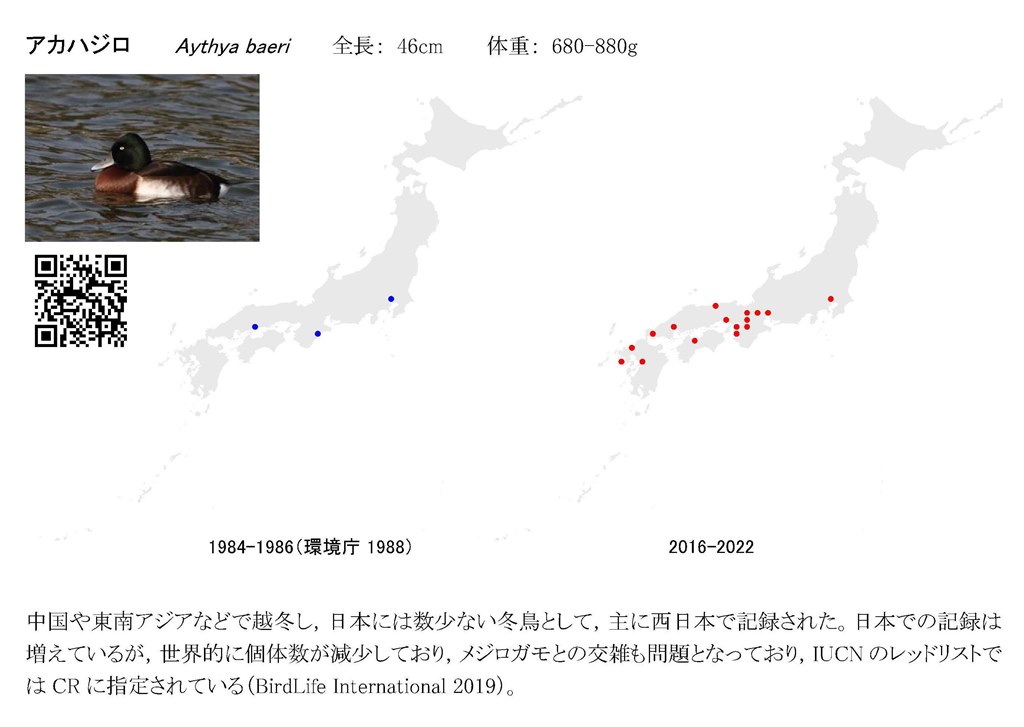 アカハジロ Aythya baeri 全長： 46cm 体重： 680-880g
1984-1986（環境庁 1988） 2016-2022
中国や東南アジアなどで越冬し，日本には数少ない冬鳥として，主に西日本で記録された。日本での記録は
増えているが，世界的に個体数が減少しており，メジロガモとの交雑も問題となっており，IUCN のレッドリストで
は CR に指定されている（BirdLife International 2019）。